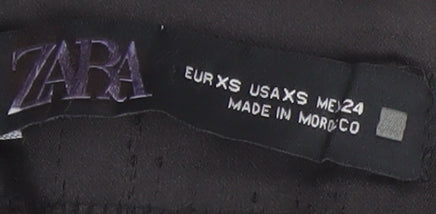 ZARA
EUR XS USA XS MEX 24
MADE IN MOROCCO